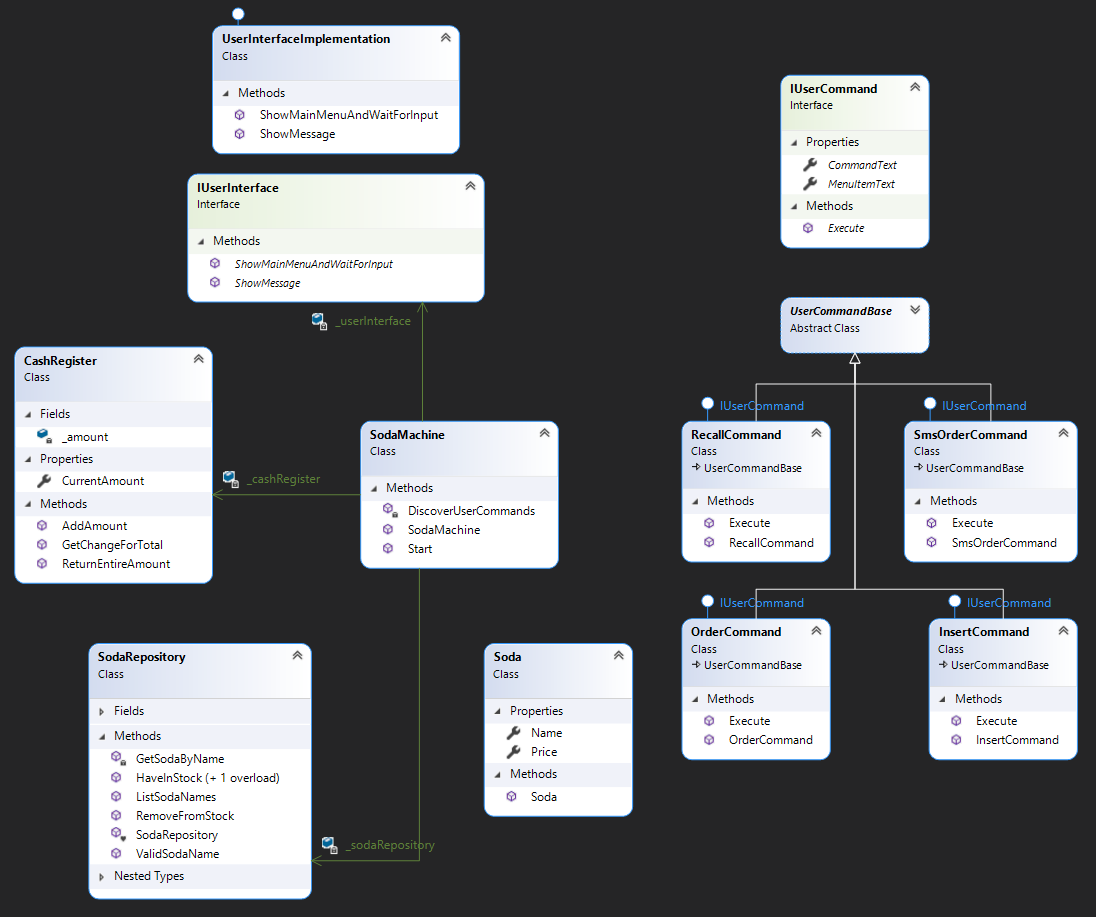 UserInterfaceImplementation
Class
Methods
ShowMainMenuAndWaitForInput
ShowMessage
IUserInterface
Interface
Methods
ShowMainMenuAndWaitForInput
ShowMessage
_userInterface
CashRegister
Class
Fields
_amount
Properties
CurrentAmount
Methods
AddAmount
GetChangeForTotal
ReturnEntireAmount
_cashRegister
SodaMachine
Class
Methods
DiscoverUserCommands
SodaMachine
Start
SodaRepository
Class
Fields
Methods
GetSodaByName
HaveInStock (+ 1 overload)
ListSodaNames
RemoveFromStock
SodaRepository
ValidSodaName
Nested Types
_sodaRepository
Soda
Class
Properties
Name
Price
Methods
Soda
IUserCommand
Interface
Properties
CommandText
MenuItemText
Methods
Execute
UserCommandBase
Abstract Class
IUserCommand
RecallCommand
Class
UserCommandBase
Methods
Execute
RecallCommand
IUserCommand
SmsOrderCommand
Class
UserCommandBase
Methods
Execute
SmsOrderCommand
IUserCommand
OrderCommand
Class
UserCommandBase
Methods
Execute
OrderCommand
IUserCommand
InsertCommand
Class
UserCommandBase
Methods
Execute
InsertCommand